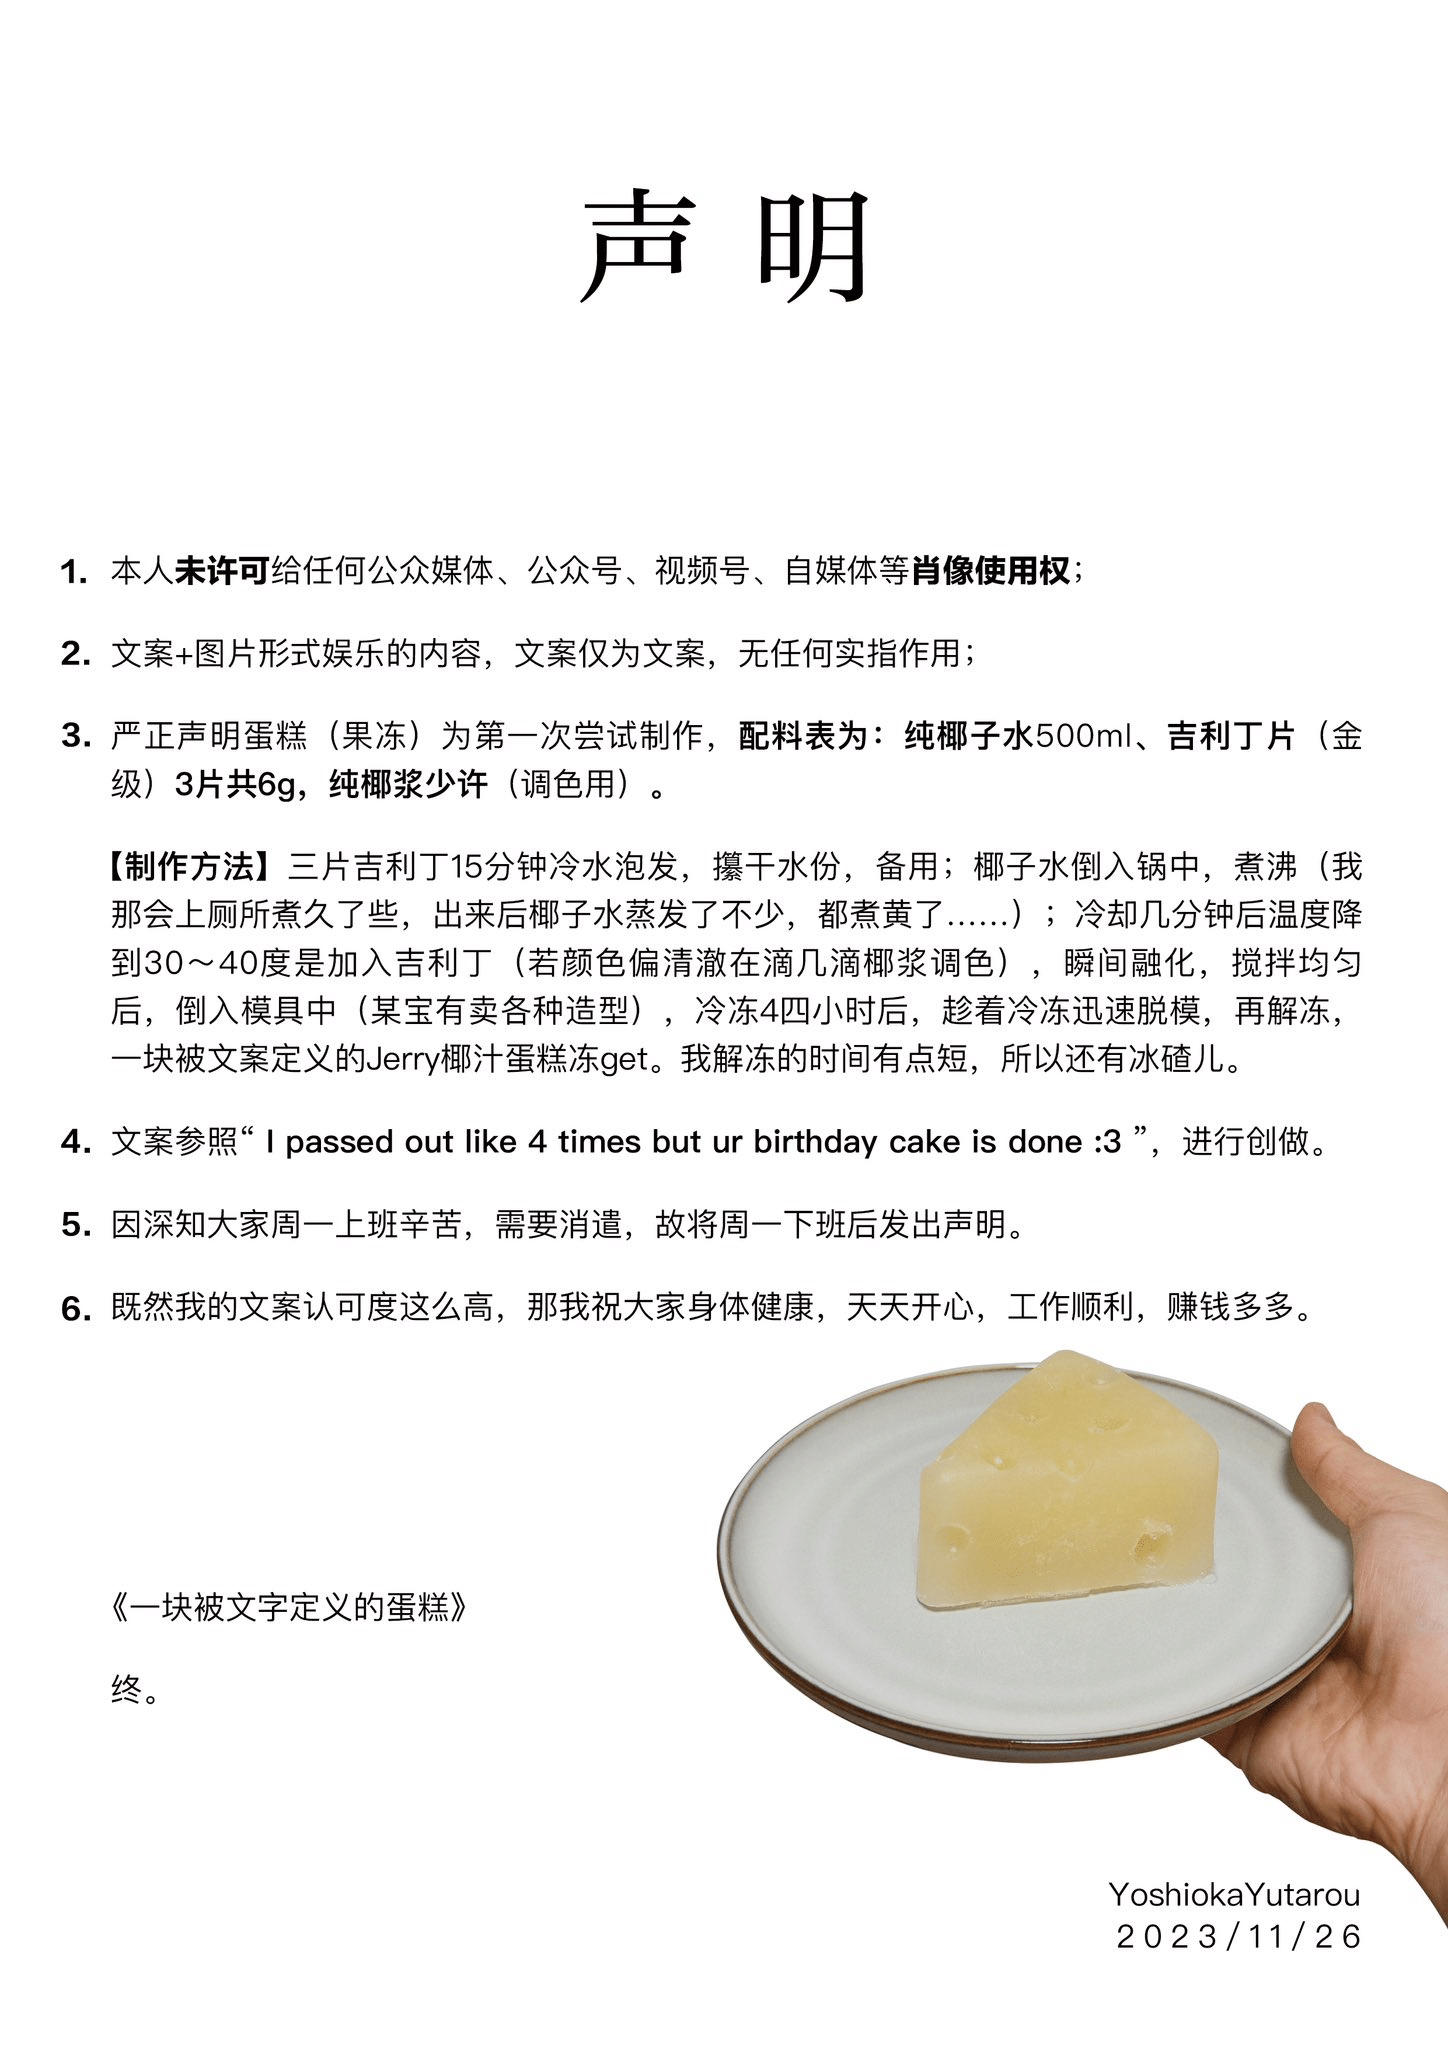 声明
1. 本人未许可给任何公众媒体、公众号、视频号、自媒体等肖像使用权；
2. 文案+图片形式娱乐的内容，文案仅为文案，无任何实指作用；
3. 严正声明蛋糕（果冻）为第一次尝试制作，配料表为：纯椰子水500ml、吉利丁片（金
级）3片共6g，纯椰浆少许（调色用）。
【制作方法】三片吉利丁15分钟冷水泡发，攥干水份，备用；椰子水倒入锅中，煮沸（我
那会上厕所煮久了些，出来后椰子水蒸发了不少，都煮黄了……）；冷却几分钟后温度降
到30～40度是加入吉利丁（若颜色偏清澈在滴几滴椰浆调色），瞬间融化，搅拌均匀
后，倒入模具中（某宝有卖各种造型），冷冻4四小时后，趁着冷冻迅速脱模，再解冻，
一块被文案定义的Jerry椰汁蛋糕冻get。我解冻的时间有点短，所以还有冰碴儿。
4. 文案参照“ I passed out like 4 times but ur birthday cake is done :3 ”，进行创做。
5. 因深知大家周一上班辛苦，需要消遣，故将周一下班后发出声明。
6. 既然我的文案认可度这么高，那我祝大家身体健康，天天开心，工作顺利，赚钱多多。
《一块被文字定义的蛋糕》
终。
YoshiokaYutarou
2023/11/26